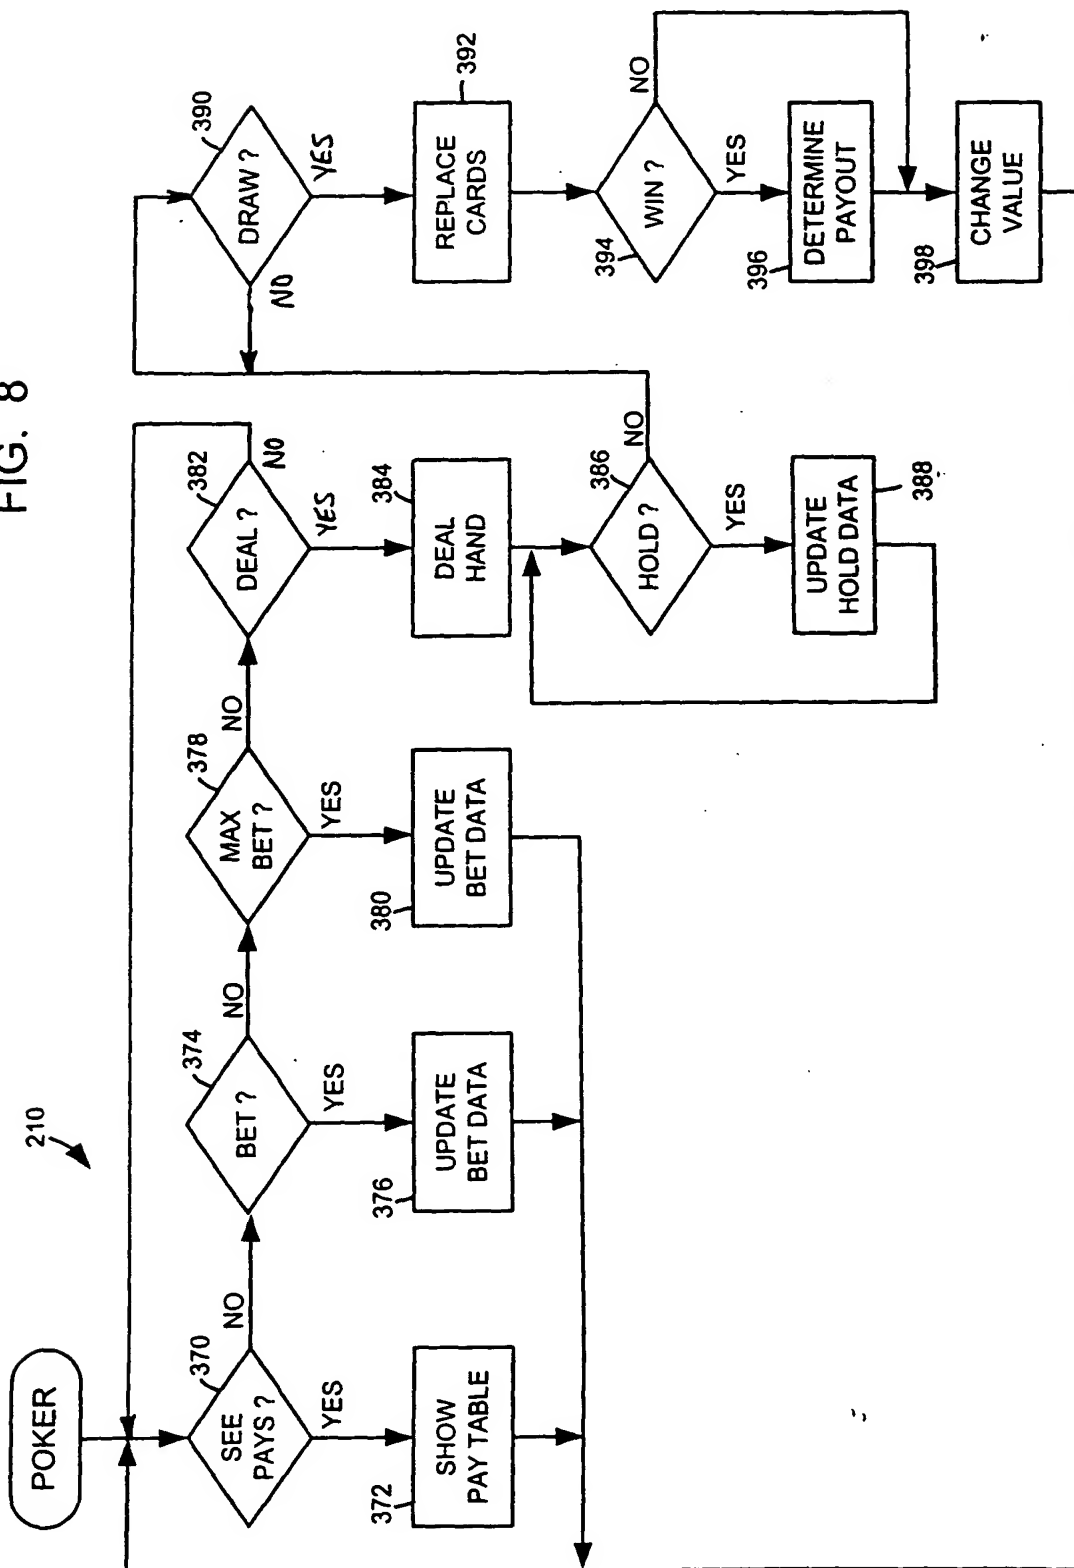 FIG. 8
210
POKER
370
SEE
PAYS ?
NO
YES
372
SHOW
PAY TABLE
374
BET ?
NO
YES
376
UPDATE
BET DATA
378
MAX
BET ?
NO
YES
380
UPDATE
BET DATA
382
DEAL ?
NO
YES
384
DEAL
HAND
386
HOLD ?
NO
YES
388
UPDATE
HOLD DATA
390
DRAW ?
NO
YES
392
REPLACE
CARDS
394
WIN ?
NO
YES
396
DETERMINE
PAYOUT
398
CHANGE
VALUE